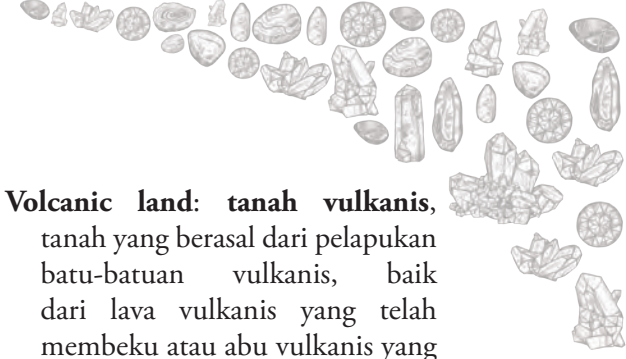 Volcanic land: tanah vulkanis,
tanah yang berasal dari pelapukan
batu-batuan vulkanis, baik
dari lava vulkanis yang telah
membeku atau abu vulkanis yang